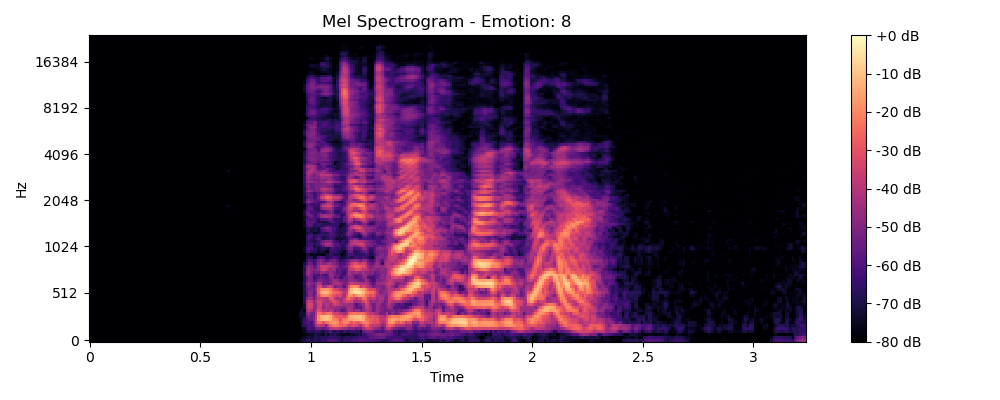 Mel Spectrogram - Emotion: 8
Hz
16384
8192
4096
2048
1024
512
0
0 0.5 1 1.5 2 2.5 3
Time
+0 dB
-10 dB
-20 dB
-30 dB
-40 dB
-50 dB
-60 dB
-70 dB
-80 dB